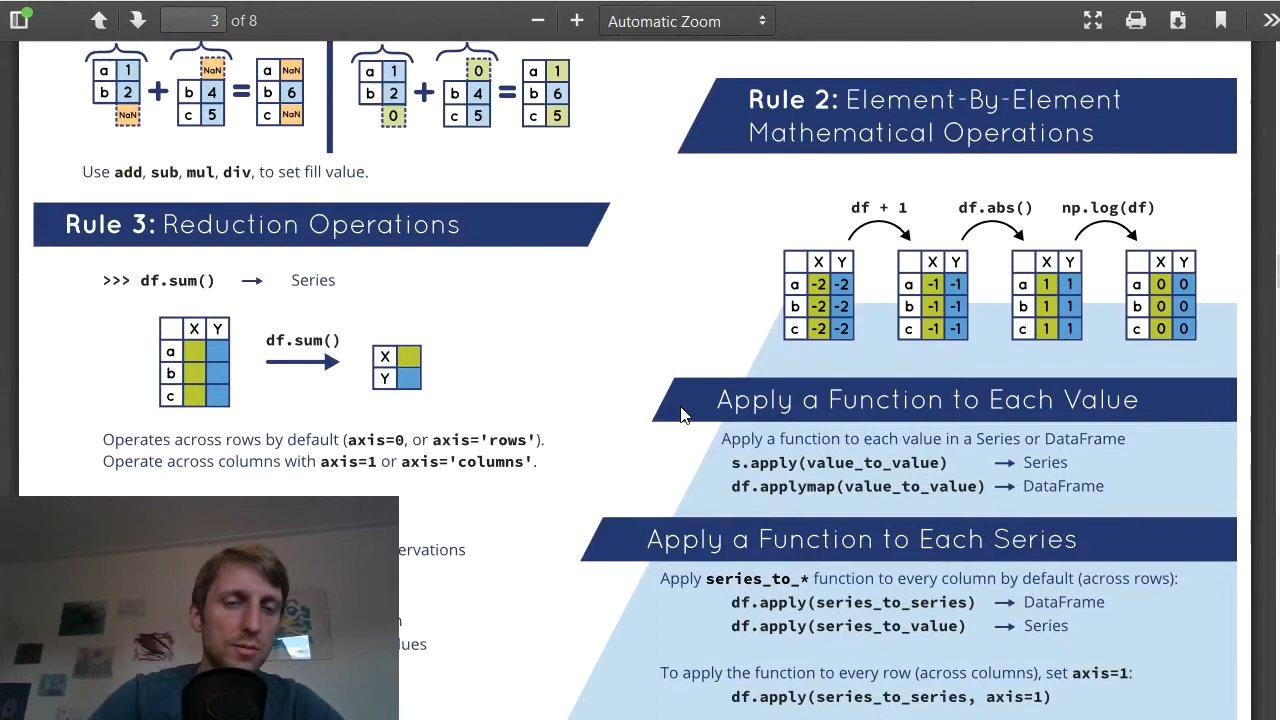 3 of 8 Automatic Zoom
a 1 NaN a NaN
b 2 + b 4 = b 6
NaN c 5 c NaN
a 1 0 a 1
b 2 + b 4 = b 6
0 c 5 c 5
Use add, sub, mul, div, to set fill value.
Rule 3: Reduction Operations
>>> df.sum() → Series
X Y
a
b
c
df.sum()
X
Y
Operates across rows by default (axis=0, or axis='rows').
Operate across columns with axis=1 or axis='columns'.
ervations
lues
Rule 2: Element-By-Element
Mathematical Operations
df + 1 df.abs() np.log(df)
X Y X Y X Y X Y
a -2 -2 a -1 -1 a 1 1 a 0 0
b -2 -2 b -1 -1 b 1 1 b 0 0
c -2 -2 c -1 -1 c 1 1 c 0 0
Apply a Function to Each Value
Apply a function to each value in a Series or DataFrame
s.apply(value_to_value) → Series
df.applymap(value_to_value) → DataFrame
Apply a Function to Each Series
Apply series_to_* function to every column by default (across rows):
df.apply(series_to_series) → DataFrame
df.apply(series_to_value) → Series
To apply the function to every row (across columns), set axis=1:
df.apply(series_to_series, axis=1)